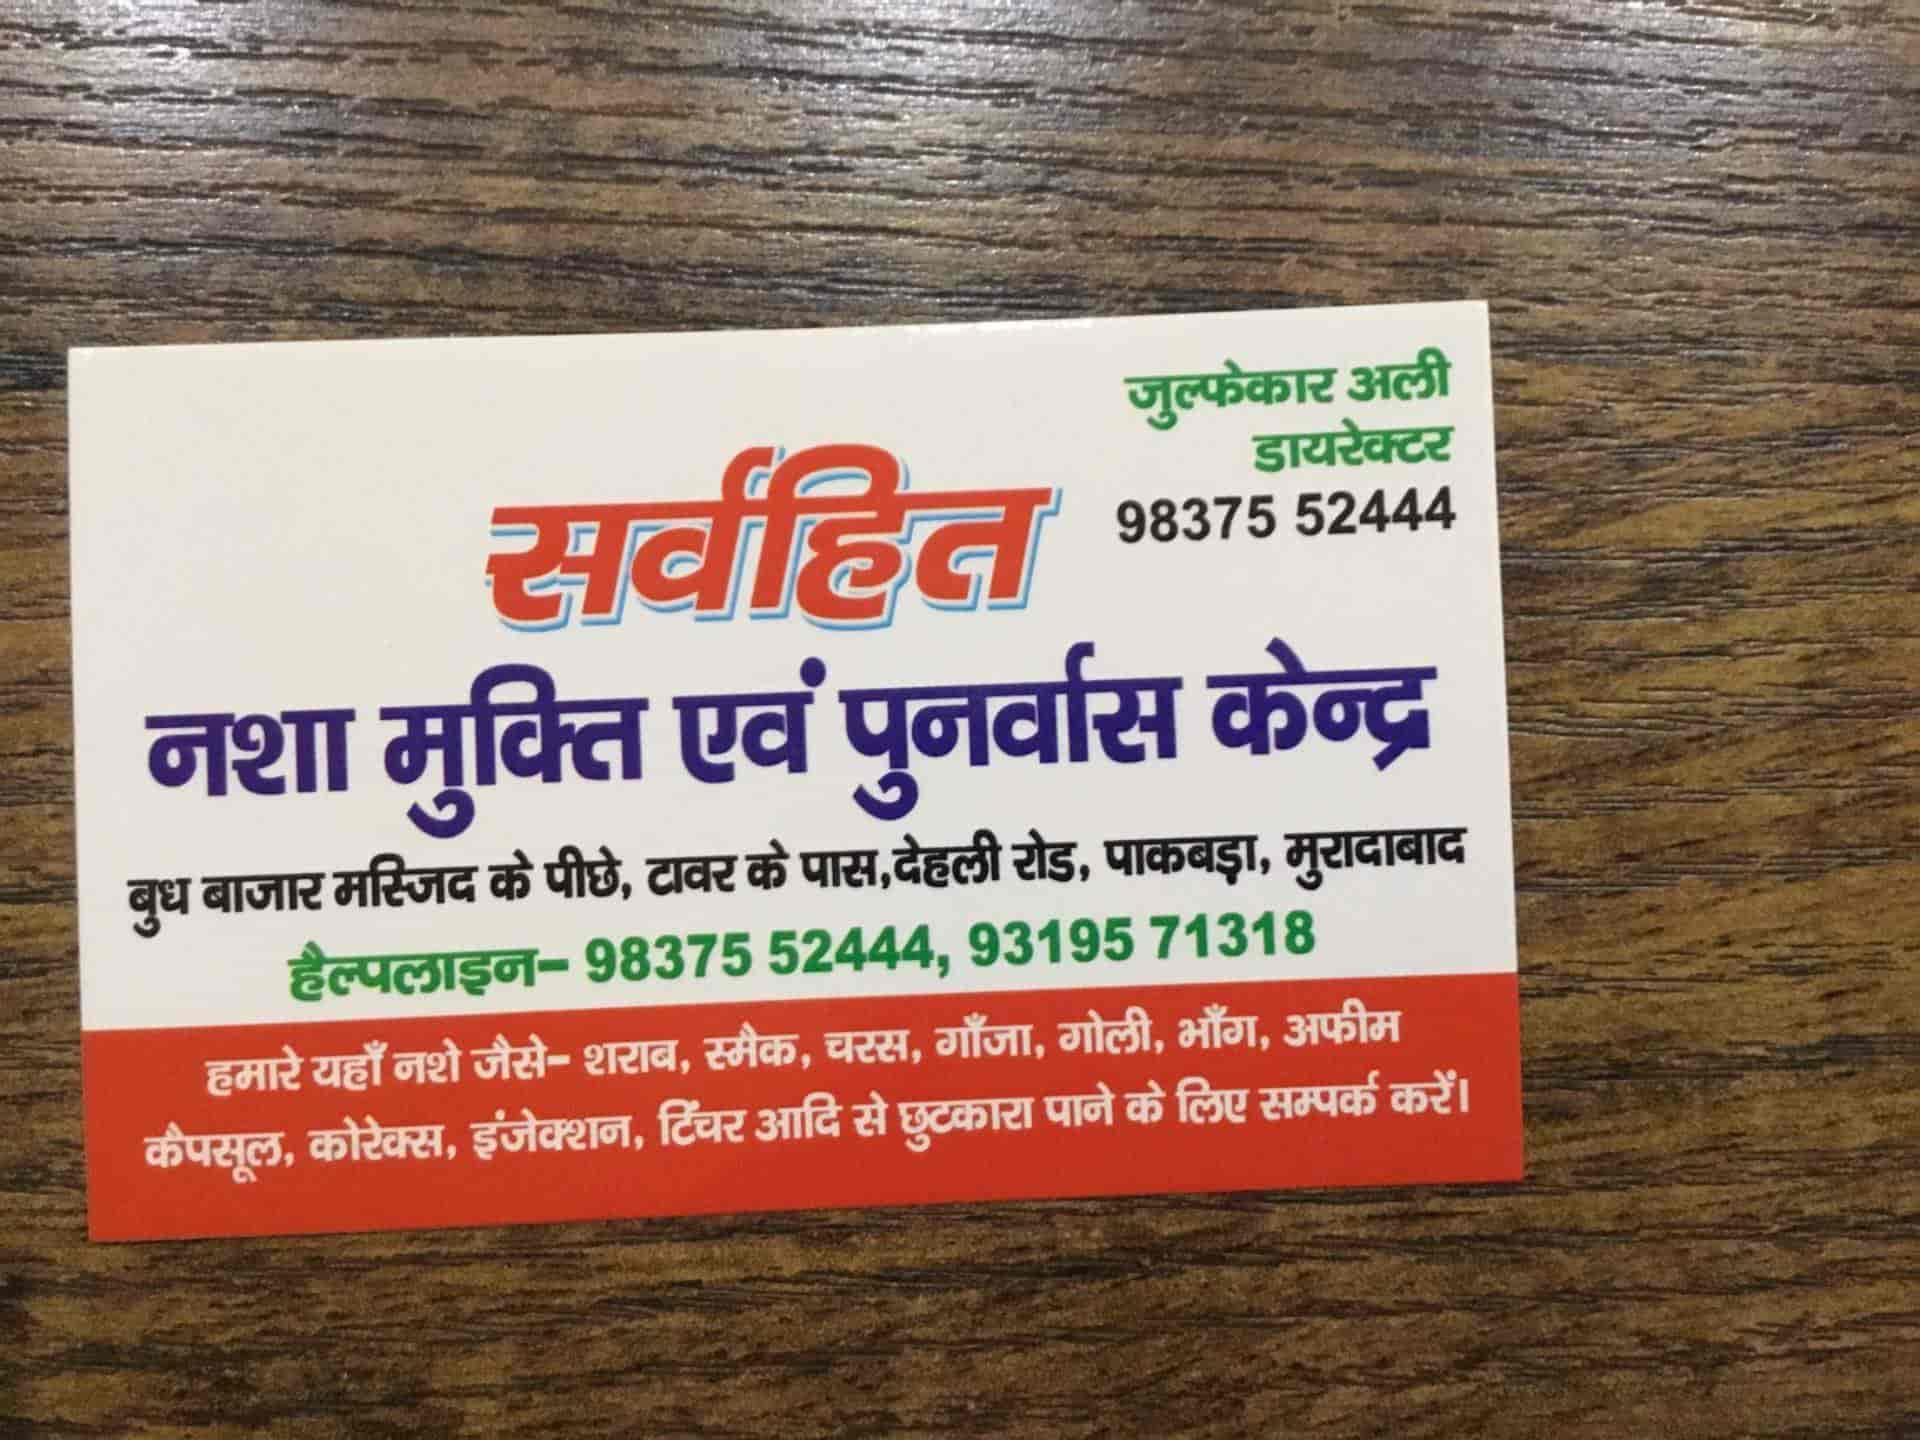 जुल्फेकार अली
डायरेक्टर
98375 52444
सर्वहित
नशा मुक्ति एवं पुनर्वास केन्द्र
बुध बाजार मस्जिद के पीछे, टावर के पास,देहली रोड, पाकबड़ा, मुरादाबाद
हैल्पलाइन– 98375 52444, 93195 71318
हमारे यहाँ नशे जैसे– शराब, स्मैक, चरस, गाँजा, गोली, भाँग, अफीम
कैपसूल, कोरेक्स, इंजेक्शन, टिंचर आदि से छुटकारा पाने के लिए सम्पर्क करें।